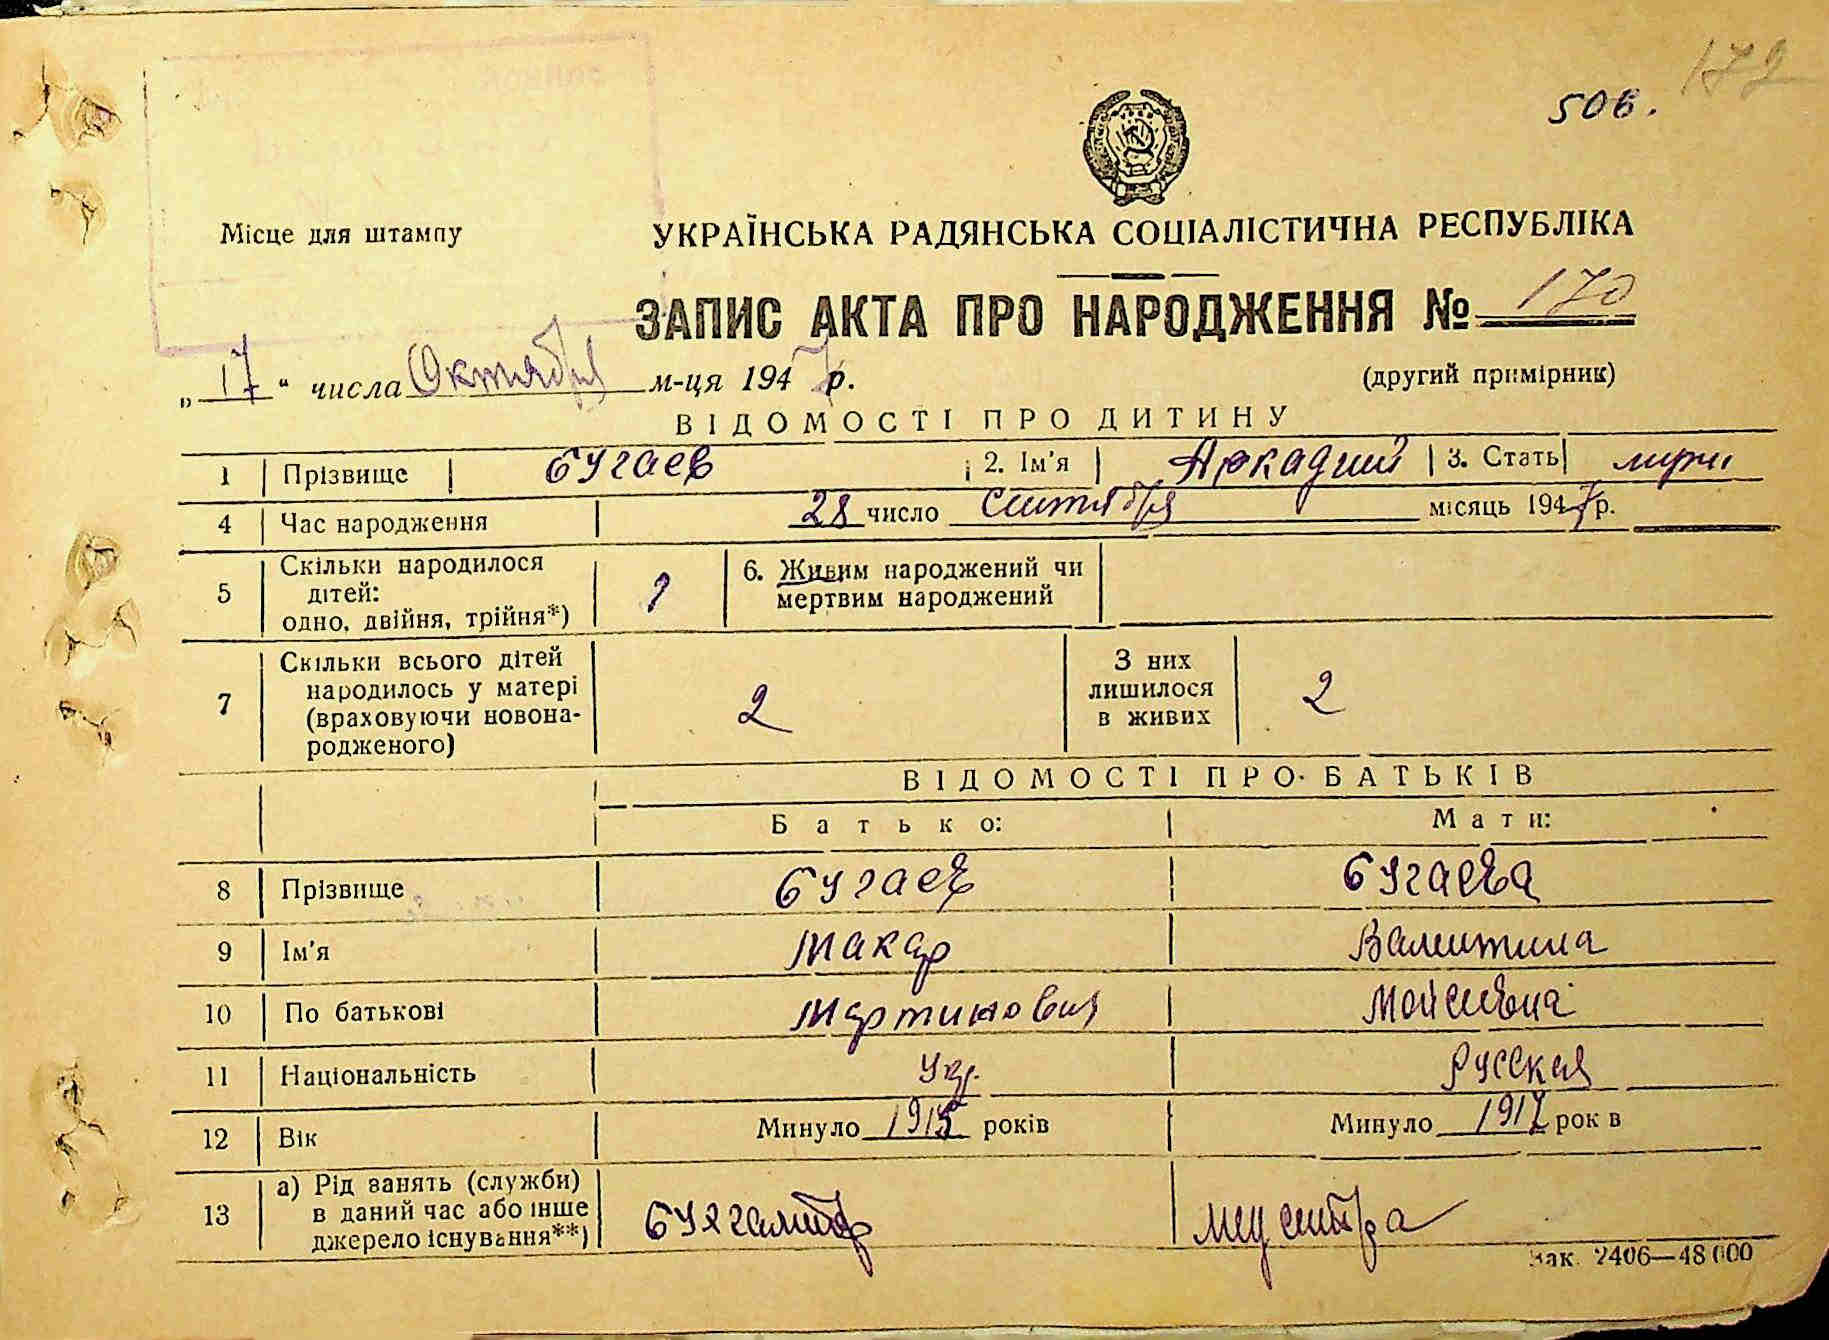 172
506.
Місце для штампу
УКРАЇНСЬКА РАДЯНСЬКА СОЦІАЛІСТИЧНА РЕСПУБЛІКА
ЗАПИС АКТА ПРО НАРОДЖЕННЯ № 170
„17“ числа Октября м-ця 1947 р.
(другий примірник)
ВІДОМОСТІ ПРО ДИТИНУ
1 Прізвище Бугаев 2. Ім'я Аркадий 3. Стать
4 Час народження 28 число сентября місяць 1947 р.
5 Скільки народилося дітей: одно, двійня, трійня*) 1 6. Живим народжений чи мертвим народжений
7 Скільки всього дітей народилось у матері (враховуючи новонародженого) 2 З них лишилося в живих 2
ВІДОМОСТІ ПРО БАТЬКІВ
Батько: Мати:
8 Прізвище Бугаев Бугаева
9 Ім'я Макар Валентина
10 По батькові Мартинович Мойсеевна
11 Національність Укр. Русская
12 Вік Минуло 1915 років Минуло 1917 рок в
13 а) Рід занять (служби) в даний час або інше джерело існування**) Бухгалтер медсестра
Зак. 2406—48 000